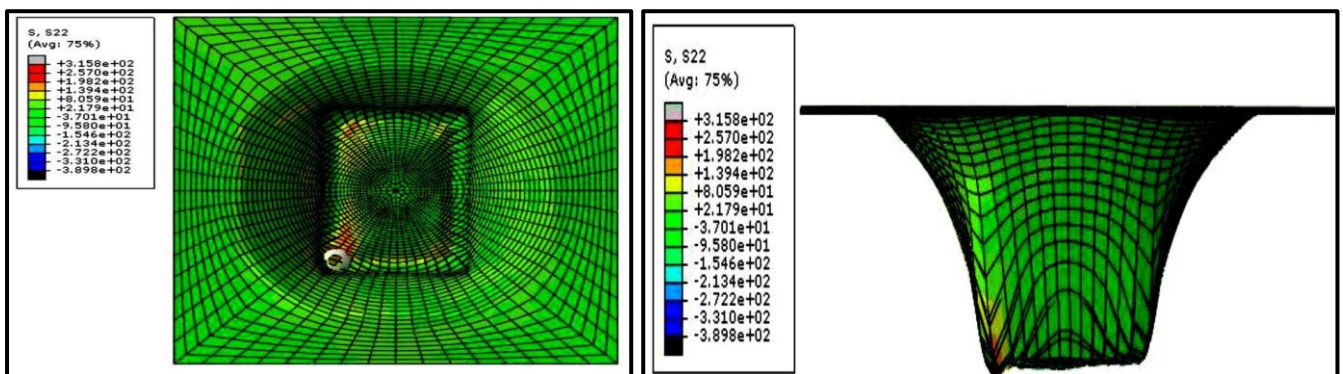 S, S22
(Avg: 75%)
+3.158e+02
+2.570e+02
+1.982e+02
+1.394e+02
+8.059e+01
+2.179e+01
-3.701e+01
-9.580e+01
-1.546e+02
-2.134e+02
-2.722e+02
-3.310e+02
-3.898e+02
S, S22
(Avg: 75%)
+3.158e+02
+2.570e+02
+1.982e+02
+1.394e+02
+8.059e+01
+2.179e+01
-3.701e+01
-9.580e+01
-1.546e+02
-2.134e+02
-2.722e+02
-3.310e+02
-3.898e+02